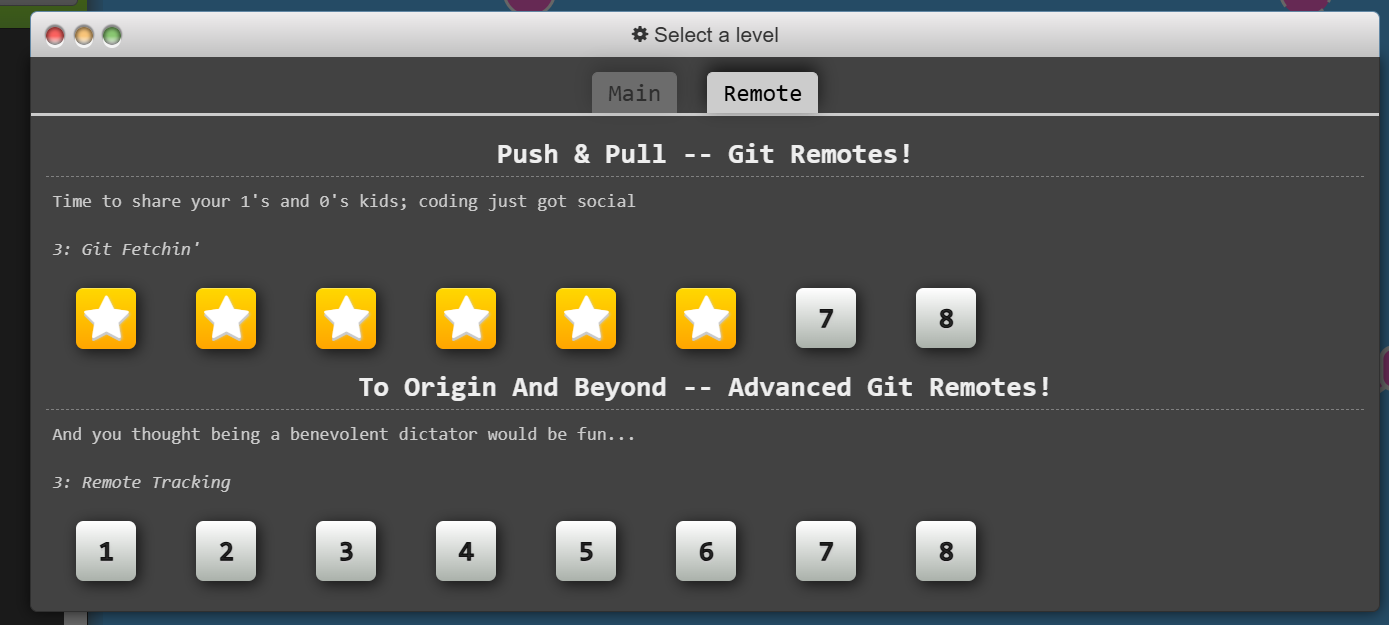 Select a level
Main Remote
Push & Pull -- Git Remotes!
Time to share your 1's and 0's kids; coding just got social
3: Git Fetchin'
7 8
To Origin And Beyond -- Advanced Git Remotes!
And you thought being a benevolent dictator would be fun...
3: Remote Tracking
1 2 3 4 5 6 7 8